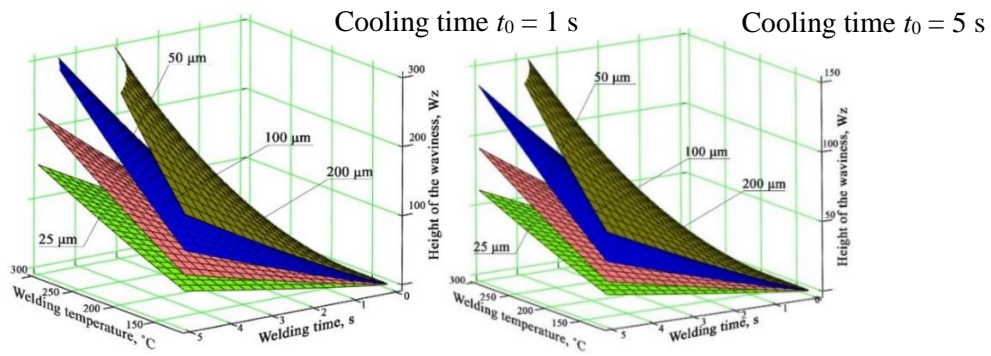 Cooling time t0 = 1 s
50 μm
100 μm
200 μm
25 μm
300
200
100
0
Height of the waviness, Wz
300
250
200
150
Welding temperature, ˚C
5
4
3
2
1
Welding time, s
Cooling time t0 = 5 s
50 μm
100 μm
200 μm
25 μm
150
100
50
0
Height of the waviness, Wz
300
250
200
150
Welding temperature, ˚C
5
4
3
2
1
Welding time, s